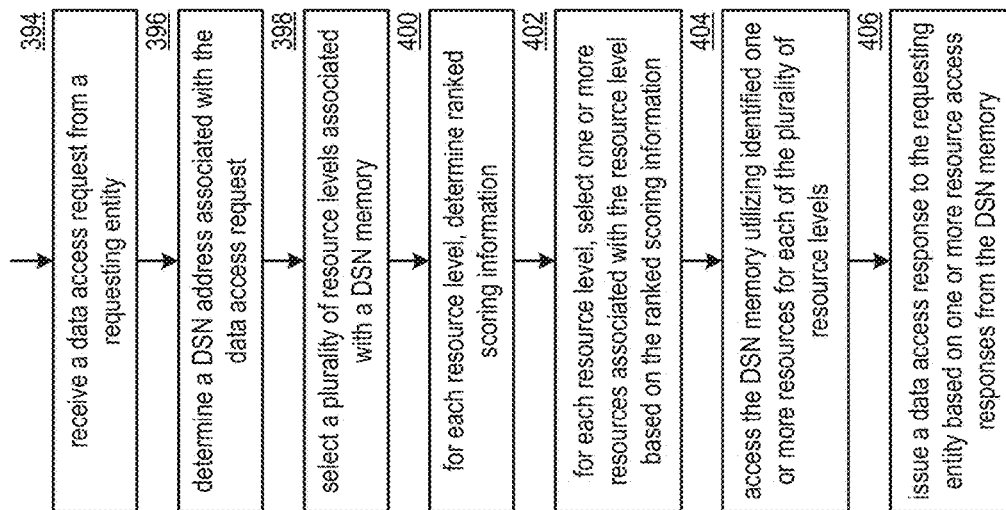 394
receive a data access request from a
requesting entity
396
determine a DSN address associated with the
data access request
398
select a plurality of resource levels associated
with a DSN memory
400
for each resource level, determine ranked
scoring information
402
for each resource level, select one or more
resources associated with the resource level
based on the ranked scoring information
404
access the DSN memory utilizing identified one
or more resources for each of the plurality of
resource levels
406
issue a data access response to the requesting
entity based on one or more resource access
responses from the DSN memory